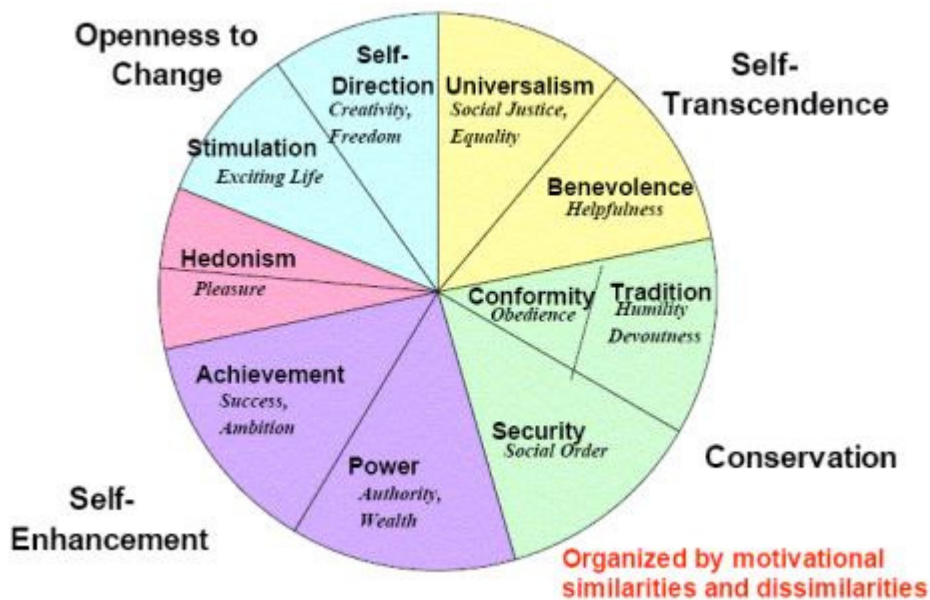 Openness to
Change
Self-
Transcendence
Self-
Direction
Creativity,
Freedom
Universalism
Social Justice,
Equality
Stimulation
Exciting Life
Benevolence
Helpfulness
Hedonism
Pleasure
Conformity
Obedience
Tradition
Humility
Devoutness
Achievement
Success,
Ambition
Security
Social Order
Power
Authority,
Wealth
Conservation
Self-
Enhancement
Organized by motivational
similarities and dissimilarities